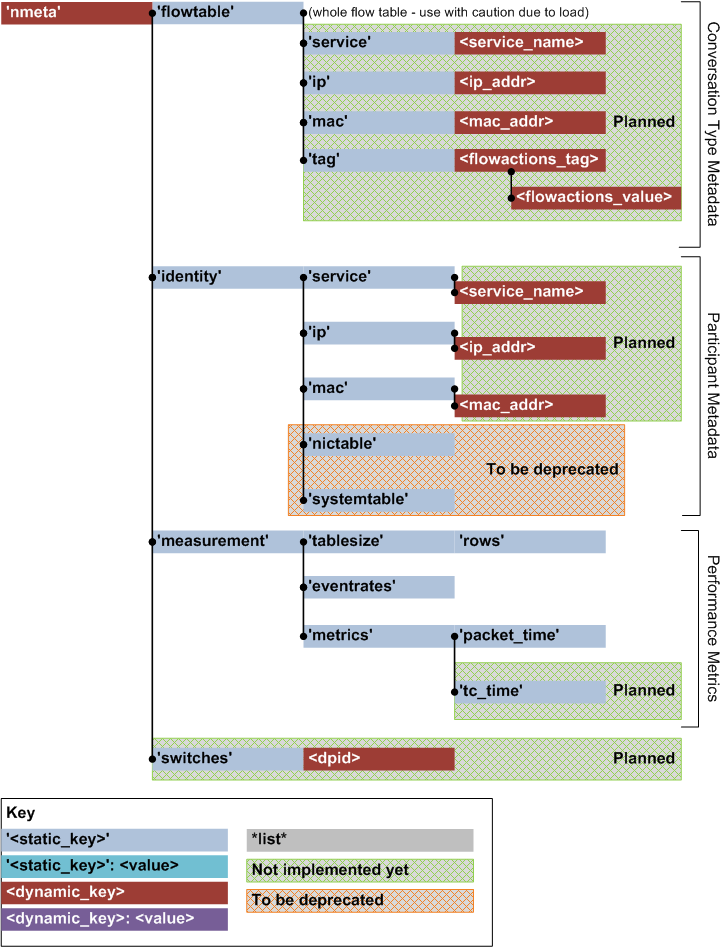 'nmeta'
'flowtable'
(whole flow table - use with caution due to load)
'service'
<service_name>
'ip'
<ip_addr>
'mac'
<mac_addr>
Planned
'tag'
<flowactions_tag>
<flowactions_value>
Conversation Type Metadata
'identity'
'service'
<service_name>
'ip'
<ip_addr>
Planned
'mac'
<mac_addr>
'nictable'
To be deprecated
'systemtable'
Participant Metadata
'measurement'
'tablesize'
'rows'
'eventrates'
'metrics'
'packet_time'
'tc_time'
Planned
Performance Metrics
'switches'
<dpid>
Planned
Key
'<static_key>'
'<static_key>': <value>
<dynamic_key>
<dynamic_key>: <value>
*list*
Not implemented yet
To be deprecated